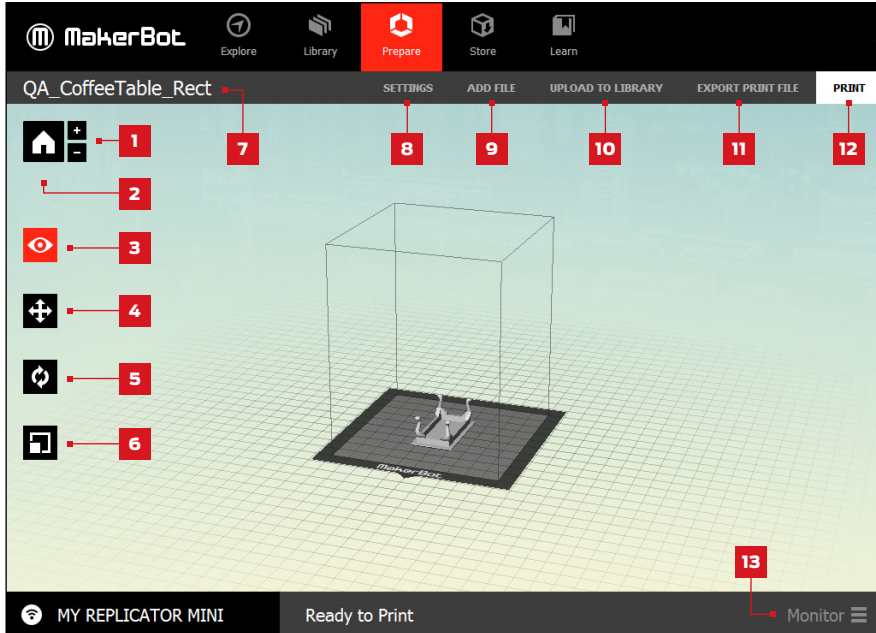 MakerBot
Explore
Library
Prepare
Store
Learn
QA_CoffeeTable_Rect
SETTINGS
ADD FILE
UPLOAD TO LIBRARY
EXPORT PRINT FILE
PRINT
1
2
3
4
5
6
7
8
9
10
11
12
MakerBot
13
MY REPLICATOR MINI
Ready to Print
Monitor